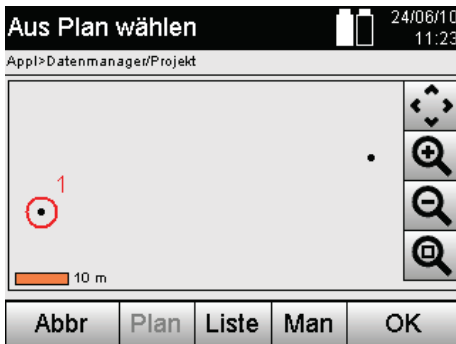 Aus Plan wählen
24/06/10
11:23
Appl>Datenmanager/Projekt
1
10 m
Abbr
Plan
Liste
Man
OK